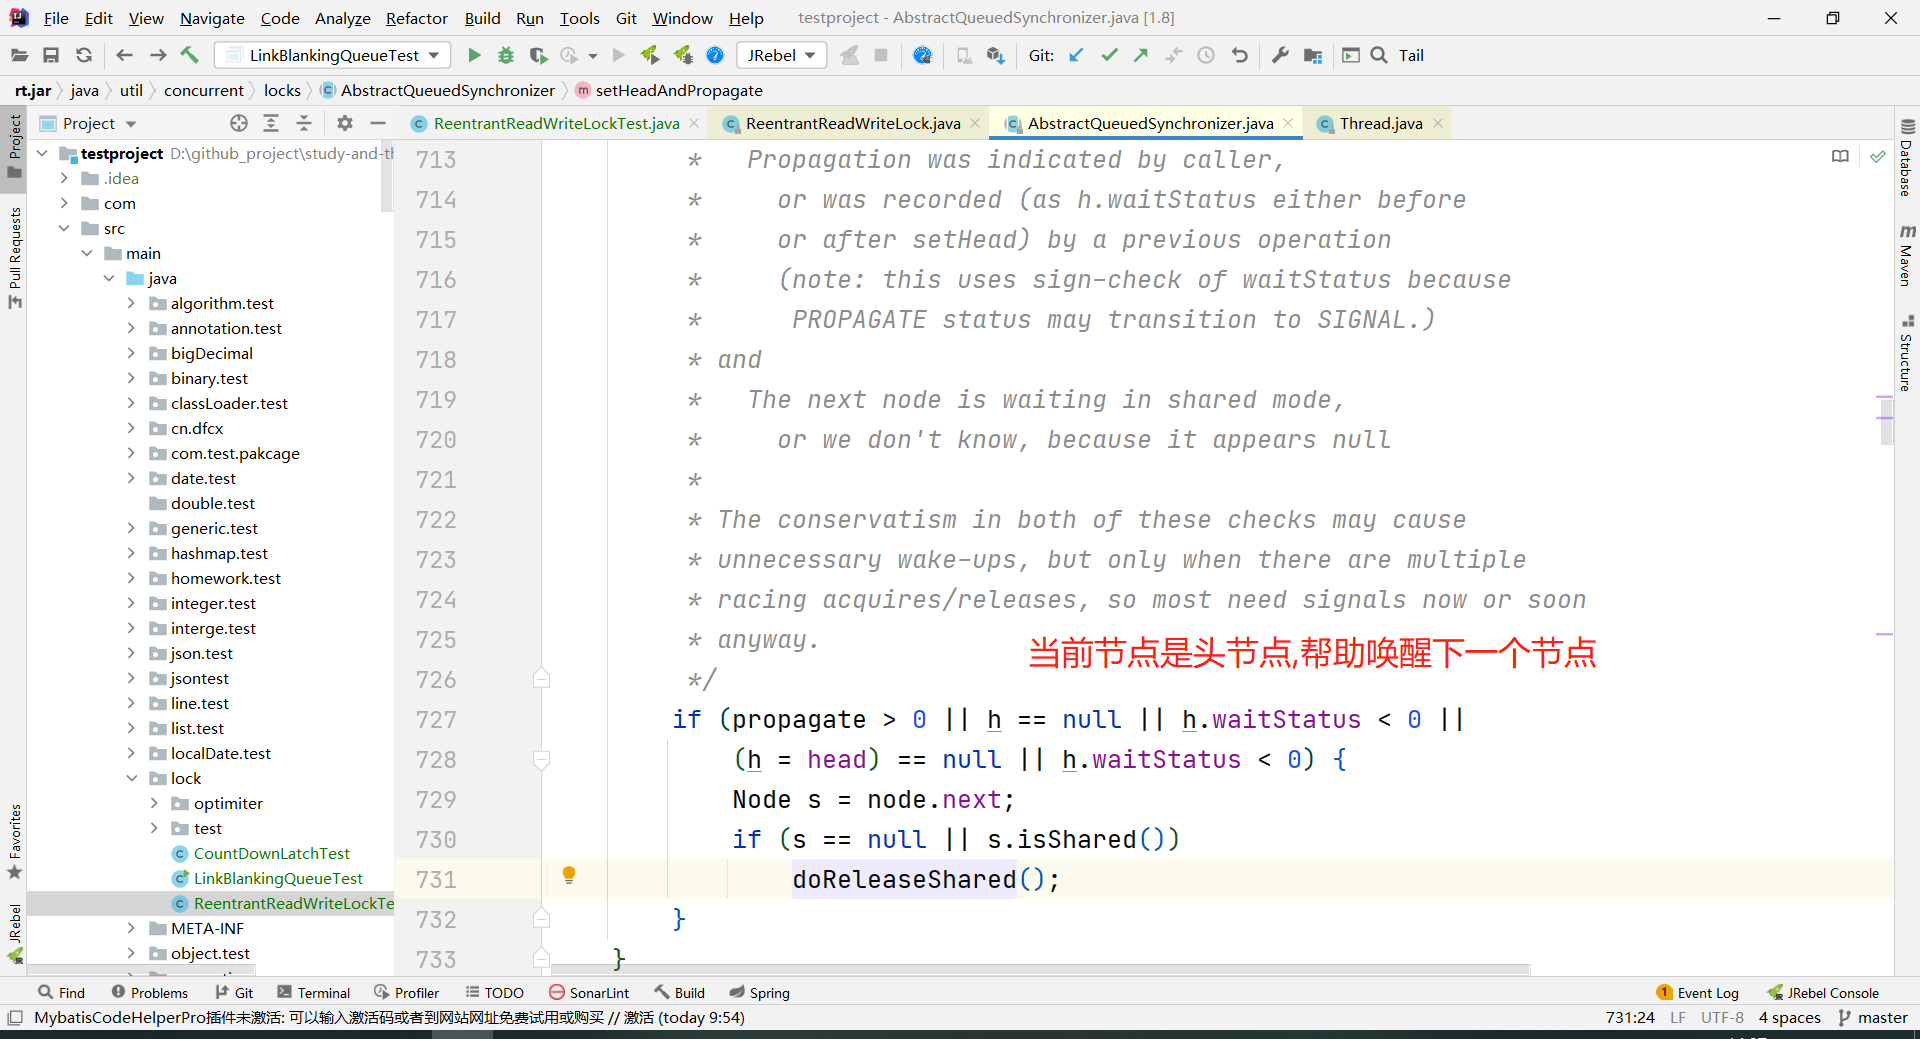 File Edit View Navigate Code Analyze Refactor Build Run Tools Git Window Help testproject - AbstractQueuedSynchronizer.java [1.8]
LinkBlankingQueueTest JRebel Git: Tail
rt.jar java util concurrent locks AbstractQueuedSynchronizer setHeadAndPropagate
Project ReentrantReadWriteLockTest.java ReentrantReadWriteLock.java AbstractQueuedSynchronizer.java Thread.java
Project
Pull Requests
Favorites
JRebel
testproject D:\github_project\study-and-th
.idea
com
src
main
java
algorithm.test
annotation.test
bigDecimal
binary.test
classLoader.test
cn.dfcx
com.test.pakcage
date.test
double.test
generic.test
hashmap.test
homework.test
integer.test
interge.test
json.test
jsontest
line.test
list.test
localDate.test
lock
optimiter
test
CountDownLatchTest
LinkBlankingQueueTest
ReentrantReadWriteLockTe
META-INF
object.test
713 * Propagation was indicated by caller,
714 * or was recorded (as h.waitStatus either before
715 * or after setHead) by a previous operation
716 * (note: this uses sign-check of waitStatus because
717 * PROPAGATE status may transition to SIGNAL.)
718 * and
719 * The next node is waiting in shared mode,
720 * or we don't know, because it appears null
721 *
722 * The conservatism in both of these checks may cause
723 * unnecessary wake-ups, but only when there are multiple
724 * racing acquires/releases, so most need signals now or soon
725 * anyway.
当前节点是头节点,帮助唤醒下一个节点
726 */
727 if (propagate > 0 || h == null || h.waitStatus < 0 ||
728 (h = head) == null || h.waitStatus < 0) {
729 Node s = node.next;
730 if (s == null || s.isShared())
731 doReleaseShared();
732 }
733 }
Database
Maven
Structure
Find Problems Git Terminal Profiler TODO SonarLint Build Spring 1 Event Log JRebel Console
MybatisCodeHelperPro插件未激活: 可以输入激活码或者到网站网址免费试用或购买 // 激活 (today 9:54) 731:24 LF UTF-8 4 spaces master